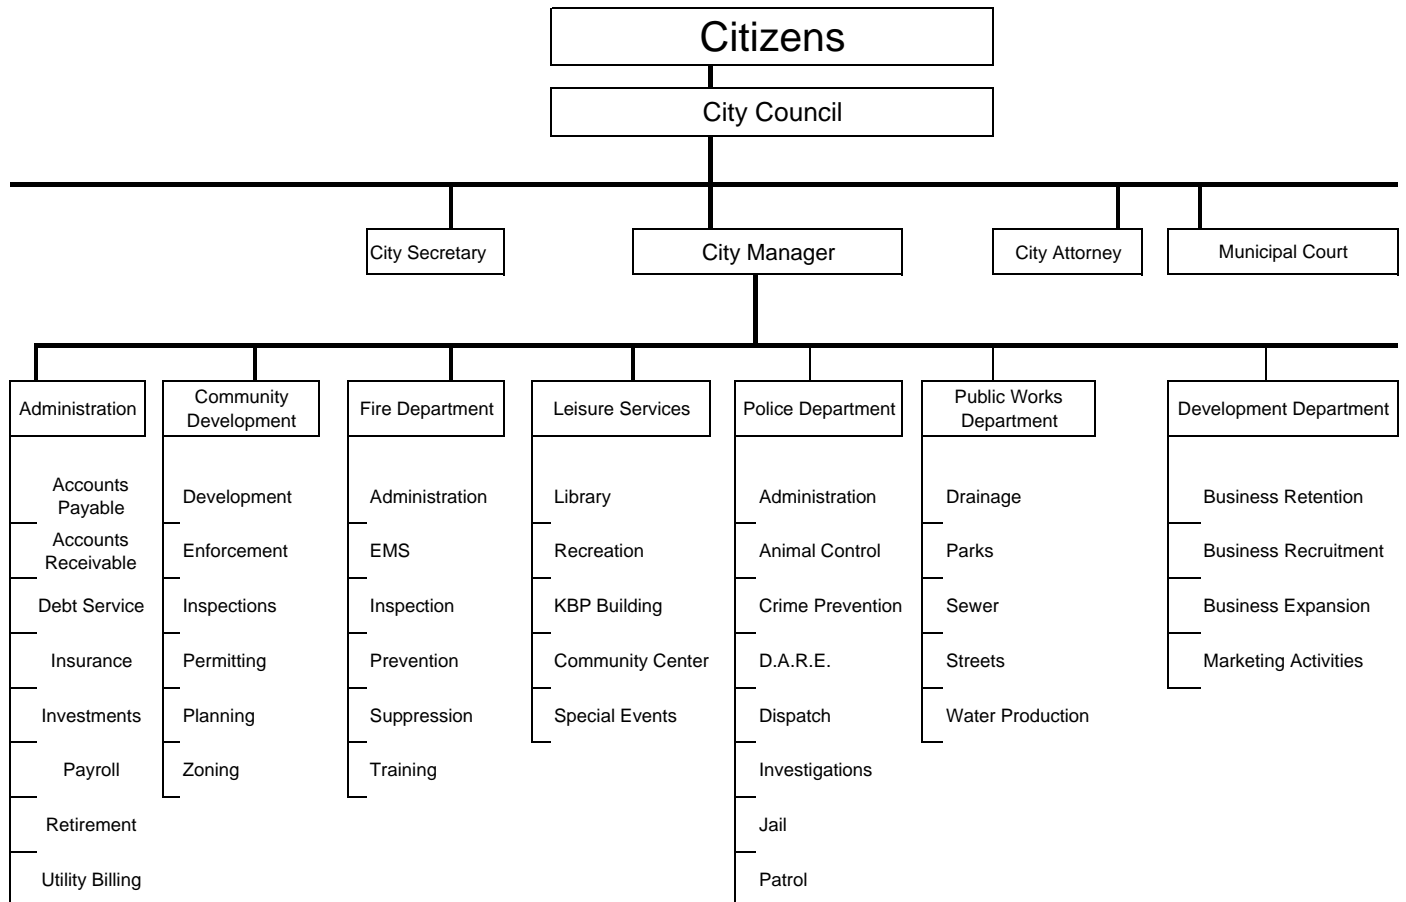 Citizens
City Council
City Secretary
City Manager
City Attorney
Municipal Court
Administration
Community
Development
Fire Department
Leisure Services
Police Department
Public Works
Department
Development Department
Accounts
Payable
Accounts
Receivable
Debt Service
Insurance
Investments
Payroll
Retirement
Utility Billing
Development
Enforcement
Inspections
Permitting
Planning
Zoning
Administration
EMS
Inspection
Prevention
Suppression
Training
Library
Recreation
KBP Building
Community Center
Special Events
Administration
Animal Control
Crime Prevention
D.A.R.E.
Dispatch
Investigations
Jail
Patrol
Drainage
Parks
Sewer
Streets
Water Production
Business Retention
Business Recruitment
Business Expansion
Marketing Activities